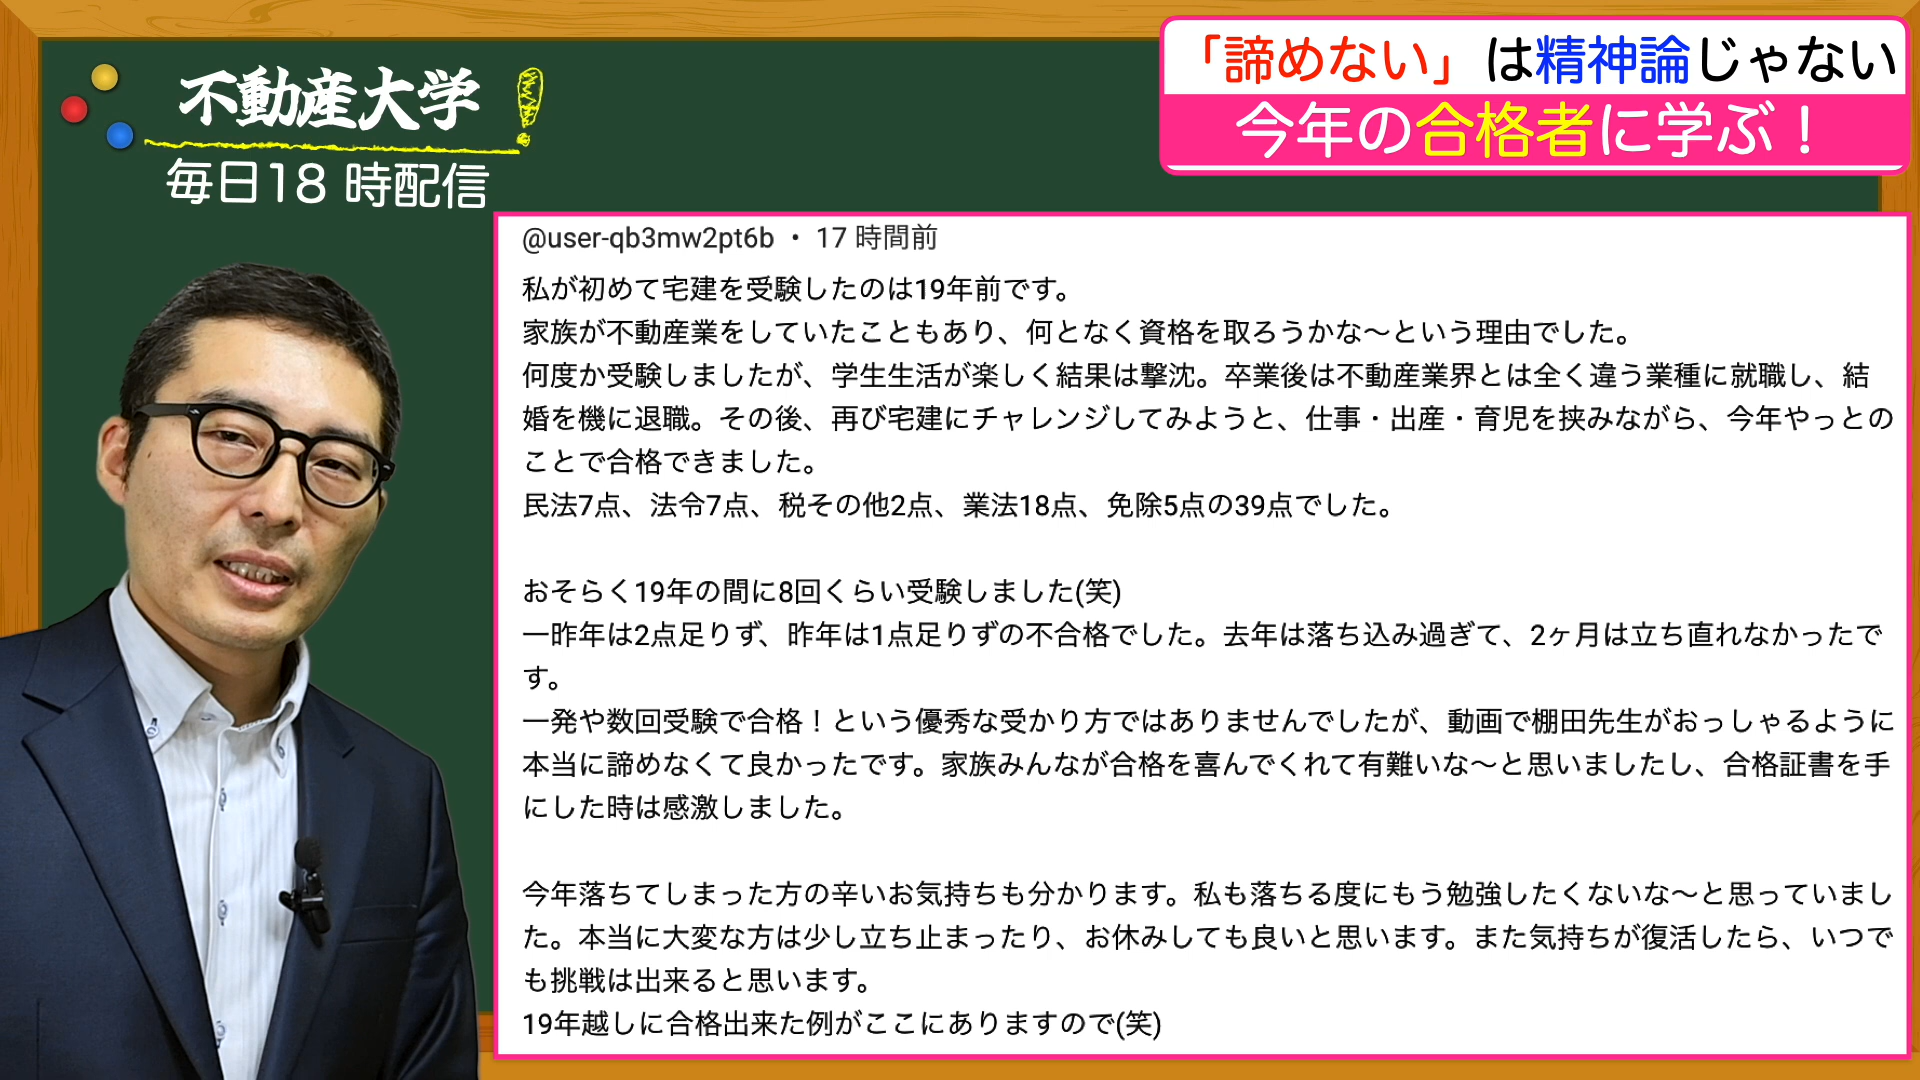 不動産大学!
毎日18時配信
「諦めない」は精神論じゃない
今年の合格者に学ぶ！
@user-qb3mw2pt6b ・ 17 時間前
私が初めて宅建を受験したのは19年前です。
家族が不動産業をしていたこともあり、何となく資格を取ろうかな〜という理由でした。
何度か受験しましたが、学生生活が楽しく結果は撃沈。卒業後は不動産業界とは全く違う業種に就職し、結
婚を機に退職。その後、再び宅建にチャレンジしてみようと、仕事・出産・育児を挟みながら、今年やっとの
ことで合格できました。
民法7点、法令7点、税その他2点、業法18点、免除5点の39点でした。
おそらく19年の間に8回くらい受験しました(笑)
一昨年は2点足りず、昨年は1点足りずの不合格でした。去年は落ち込み過ぎて、2ヶ月は立ち直れなかったで
す。
一発や数回受験で合格！という優秀な受かり方ではありませんでしたが、動画で棚田先生がおっしゃるように
本当に諦めなくて良かったです。家族みんなが合格を喜んでくれて有難いな〜と思いましたし、合格証書を手
にした時は感激しました。
今年落ちてしまった方の辛いお気持ちも分かります。私も落ちる度にもう勉強したくないな〜と思っていまし
た。本当に大変な方は少し立ち止まったり、お休みしても良いと思います。また気持ちが復活したら、いつで
も挑戦は出来ると思います。
19年越しに合格出来た例がここにありますので(笑)